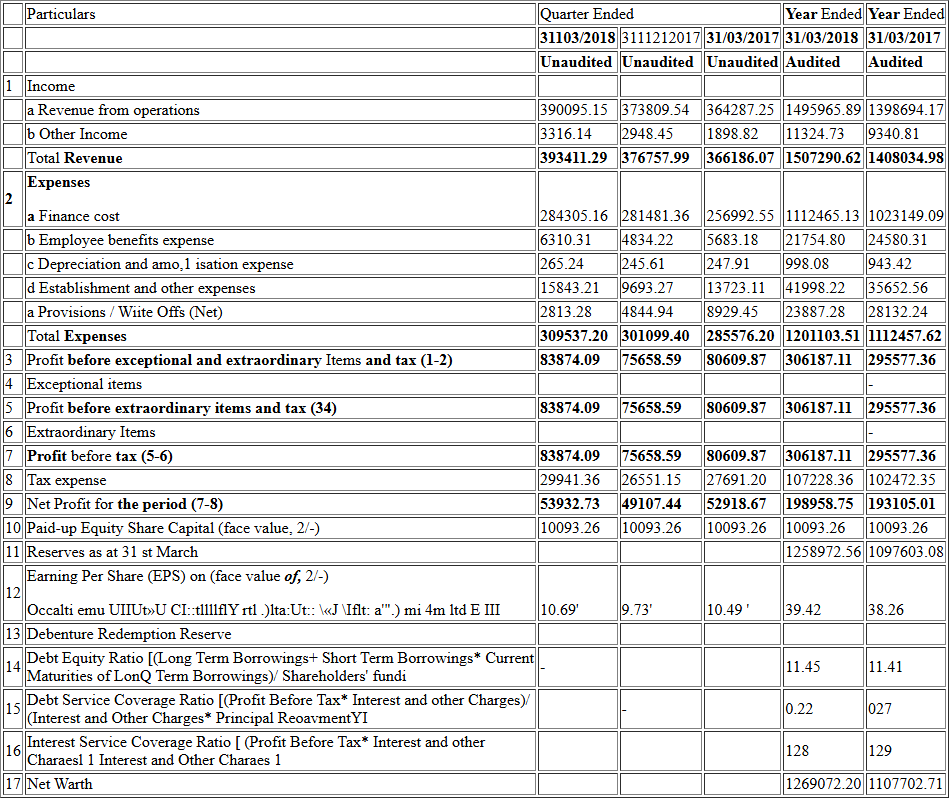 Particulars Quarter Ended Year Ended Year Ended
31103/2018 3111212017 31/03/2017 31/03/2018 31/03/2017
Unaudited Unaudited Unaudited Audited Audited
1 Income
a Revenue from operations 390095.15 373809.54 364287.25 1495965.89 1398694.17
b Other Income 3316.14 2948.45 1898.82 11324.73 9340.81
Total Revenue 393411.29 376757.99 366186.07 1507290.62 1408034.98
2 Expenses
a Finance cost 284305.16 281481.36 256992.55 1112465.13 1023149.09
b Employee benefits expense 6310.31 4834.22 5683.18 21754.80 24580.31
c Depreciation and amo,1 isation expense 265.24 245.61 247.91 998.08 943.42
d Establishment and other expenses 15843.21 9693.27 13723.11 41998.22 35652.56
a Provisions / Wiite Offs (Net) 2813.28 4844.94 8929.45 23887.28 28132.24
Total Expenses 309537.20 301099.40 285576.20 1201103.51 1112457.62
3 Profit before exceptional and extraordinary Items and tax (1-2) 83874.09 75658.59 80609.87 306187.11 295577.36
4 Exceptional items -
5 Profit before extraordinary items and tax (34) 83874.09 75658.59 80609.87 306187.11 295577.36
6 Extraordinary Items -
7 Profit before tax (5-6) 83874.09 75658.59 80609.87 306187.11 295577.36
8 Tax expense 29941.36 26551.15 27691.20 107228.36 102472.35
9 Net Profit for the period (7-8) 53932.73 49107.44 52918.67 198958.75 193105.01
10 Paid-up Equity Share Capital (face value, 2/-) 10093.26 10093.26 10093.26 10093.26 10093.26
11 Reserves as at 31 st March 1258972.56 1097603.08
12 Earning Per Share (EPS) on (face value of, 2/-)
Occalti emu UIIUt»U CI::tllllflY rtl .)lta:Ut:: \«J \Iflt: a'".) mi 4m ltd E III 10.69' 9.73' 10.49 ' 39.42 38.26
13 Debenture Redemption Reserve
14 Debt Equity Ratio [(Long Term Borrowings+ Short Term Borrowings* Current - 11.45 11.41
Maturities of LonQ Term Borrowings)/ Shareholders' fundi
15 Debt Service Coverage Ratio [(Profit Before Tax* Interest and other Charges)/ - 0.22 027
(Interest and Other Charges* Principal ReoavmentYI
16 Interest Service Coverage Ratio [ (Profit Before Tax* Interest and other 128 129
Charaesl 1 Interest and Other Charaes 1
17 Net Warth 1269072.20 1107702.71